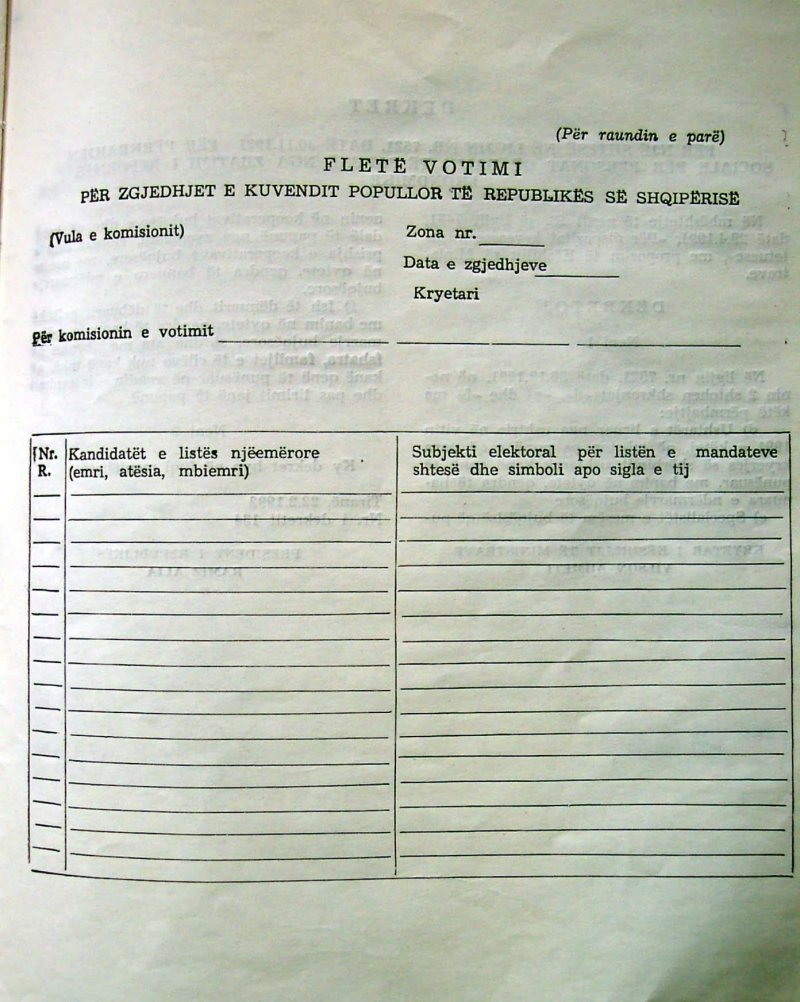 (Për raundin e parë)
FLETË VOTIMI
PËR ZGJEDHJET E KUVENDIT POPULLOR TË REPUBLIKËS SË SHQIPËRISË
(Vula e komisionit)
Zona nr.
Data e zgjedhjeve
Kryetari
për komisionin e votimit
Nr. R.
Kandidatët e listës njëemërore
(emri, atësia, mbiemri)
Subjekti elektoral për listën e mandateve
shtesë dhe simboli apo sigla e tij